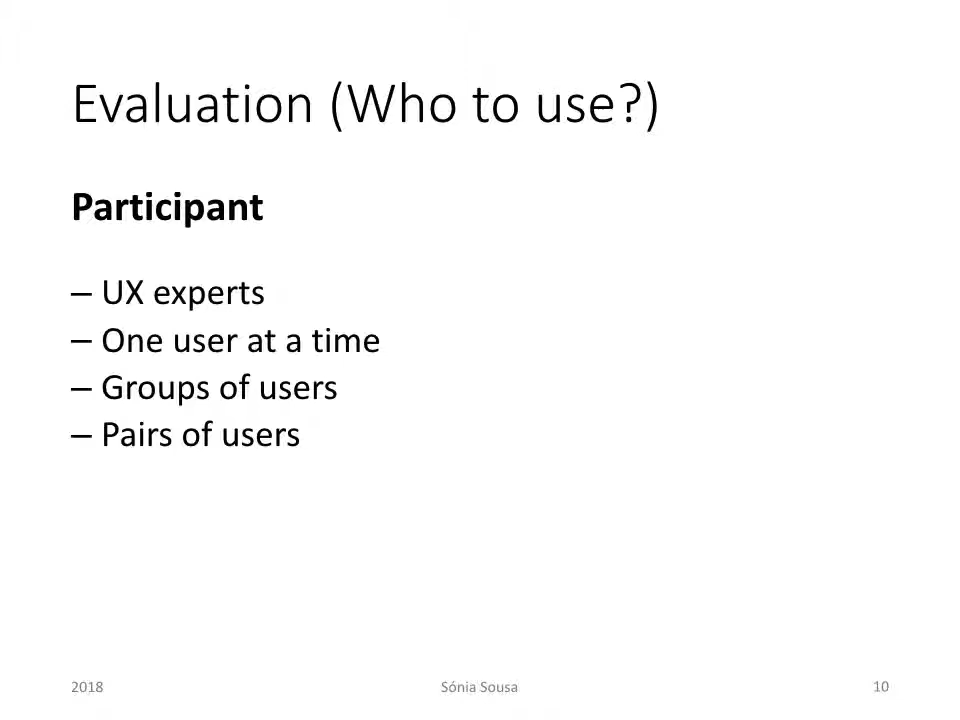 Evaluation (Who to use?)
Participant
– UX experts
– One user at a time
– Groups of users
– Pairs of users
2018
Sónia Sousa
10